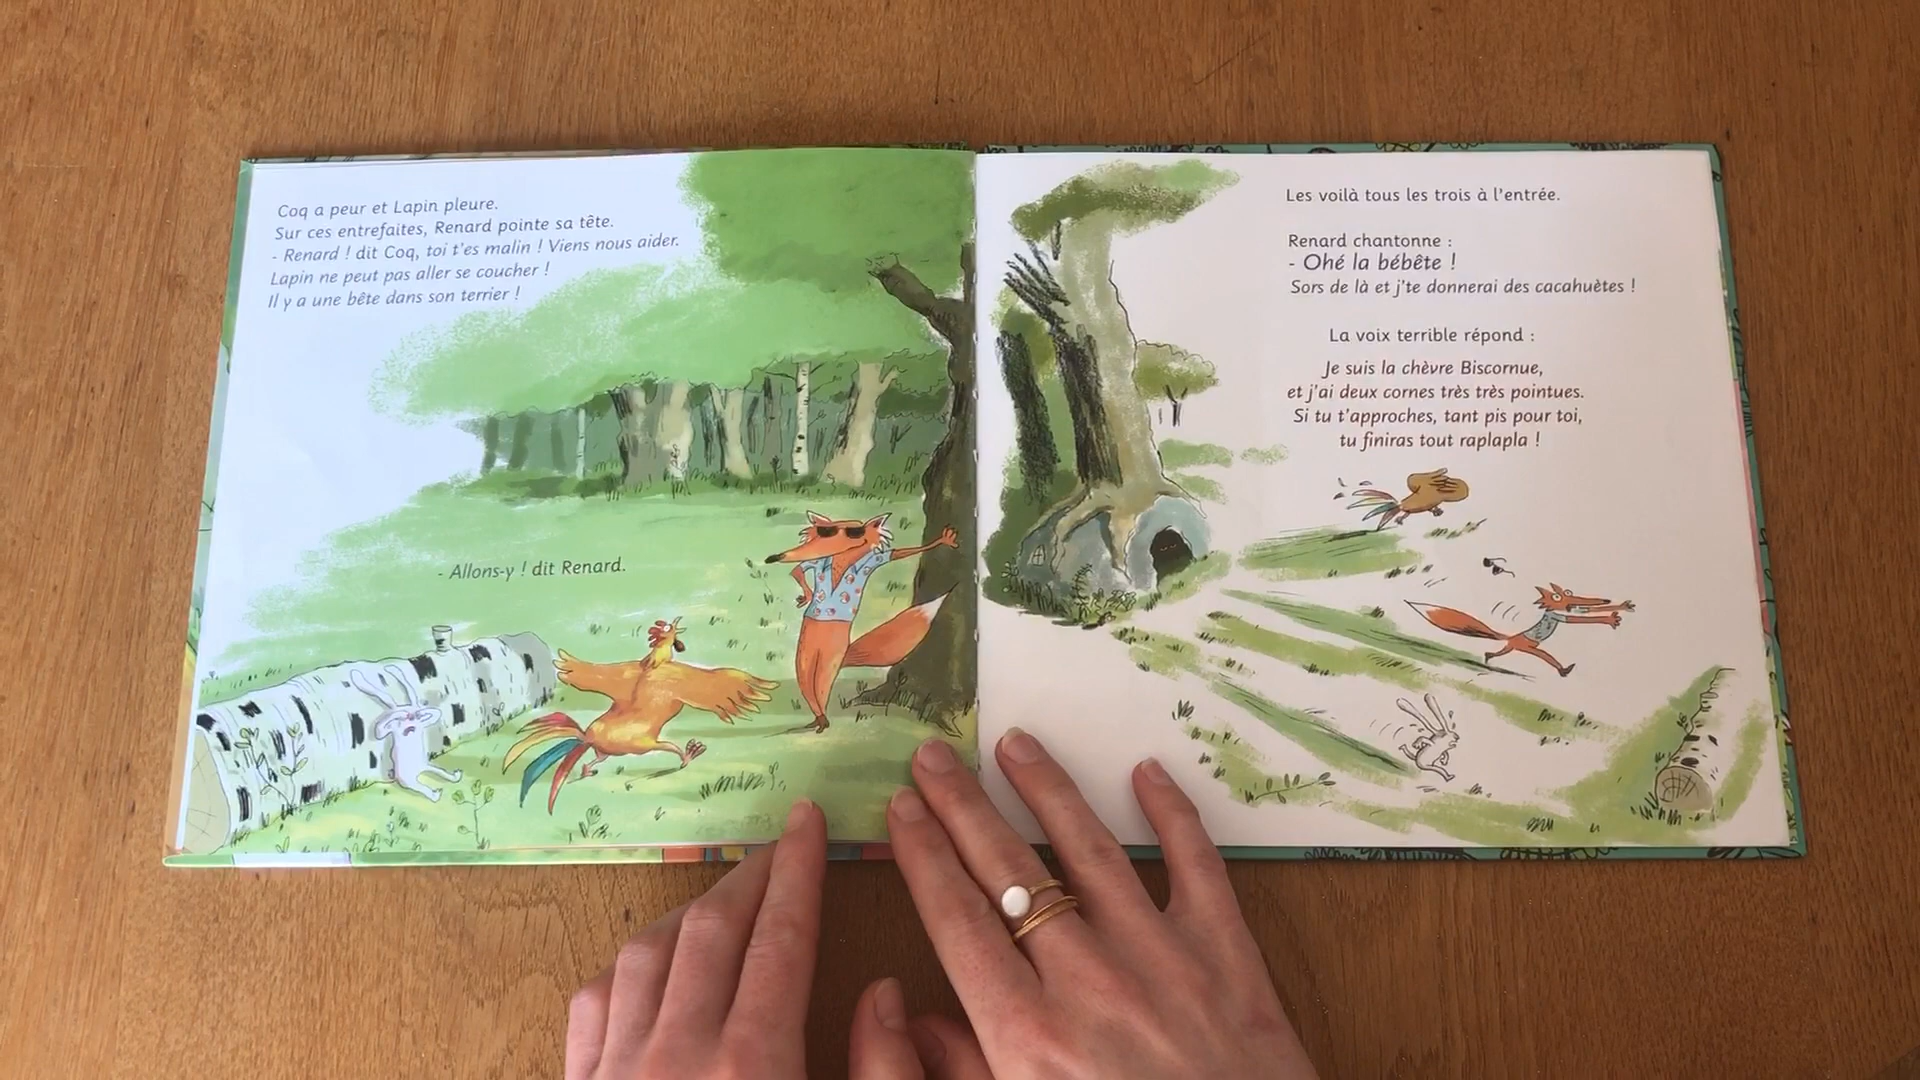 Coq a peur et Lapin pleure.
Sur ces entrefaites, Renard pointe sa tête.
- Renard ! dit Coq, toi t'es malin ! Viens nous aider.
Lapin ne peut pas aller se coucher !
Il y a une bête dans son terrier !
- Allons-y ! dit Renard.
Les voilà tous les trois à l'entrée.
Renard chantonne :
- Ohé la bébête !
Sors de là et j'te donnerai des cacahuètes !
La voix terrible répond :
Je suis la chèvre Biscornue,
et j'ai deux cornes très très pointues.
Si tu t'approches, tant pis pour toi,
tu finiras tout raplapla !